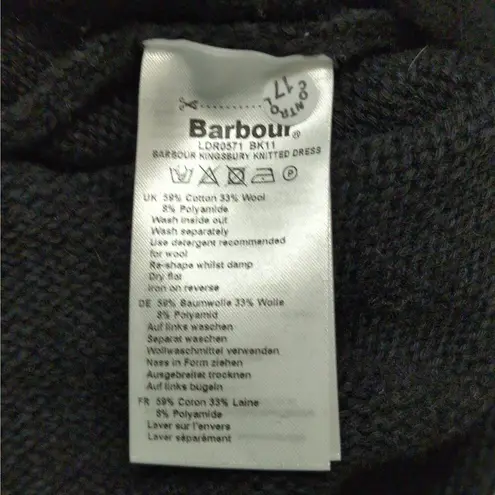 CONTROL
17
Barbour®
LDR0571 BK11
BARBOUR KINGSBURY KNITTED DRESS
P
UK 59% Cotton 33% Wool
8% Polyamide
Wash inside out
Wash separately
Use detergent recommended
for wool
Re-shape whilst damp
Dry flat
Iron on reverse
DE 59% Baumwolle 33% Wolle
8% Polyamid
Auf links waschen
Separat waschen
Wollwaschmittel verwenden
Nass in Form ziehen
Ausgebreitet trocknen
Auf links bugeln
FR 59% Coton 33% Laine
8% Polyamide
Laver sur l'envers
Laver séparément